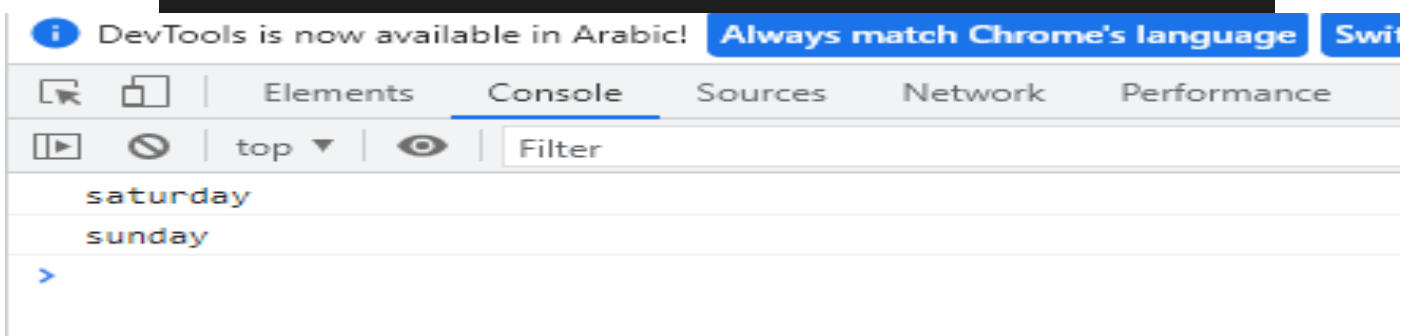 DevTools is now available in Arabic! Always match Chrome's language Swit
Elements Console Sources Network Performance
top Filter
saturday
sunday
>